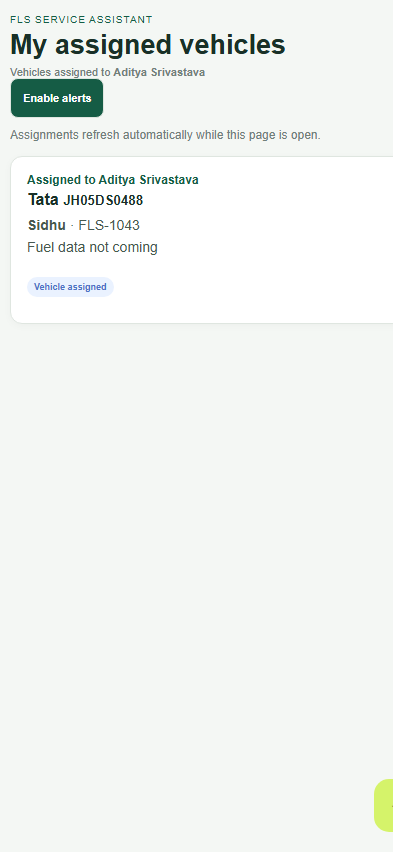 FLS SERVICE ASSISTANT
My assigned vehicles
Vehicles assigned to Aditya Srivastava
Enable alerts
Assignments refresh automatically while this page is open.
Assigned to Aditya Srivastava
Tata JH05DS0488
Sidhu · FLS-1043
Fuel data not coming
Vehicle assigned